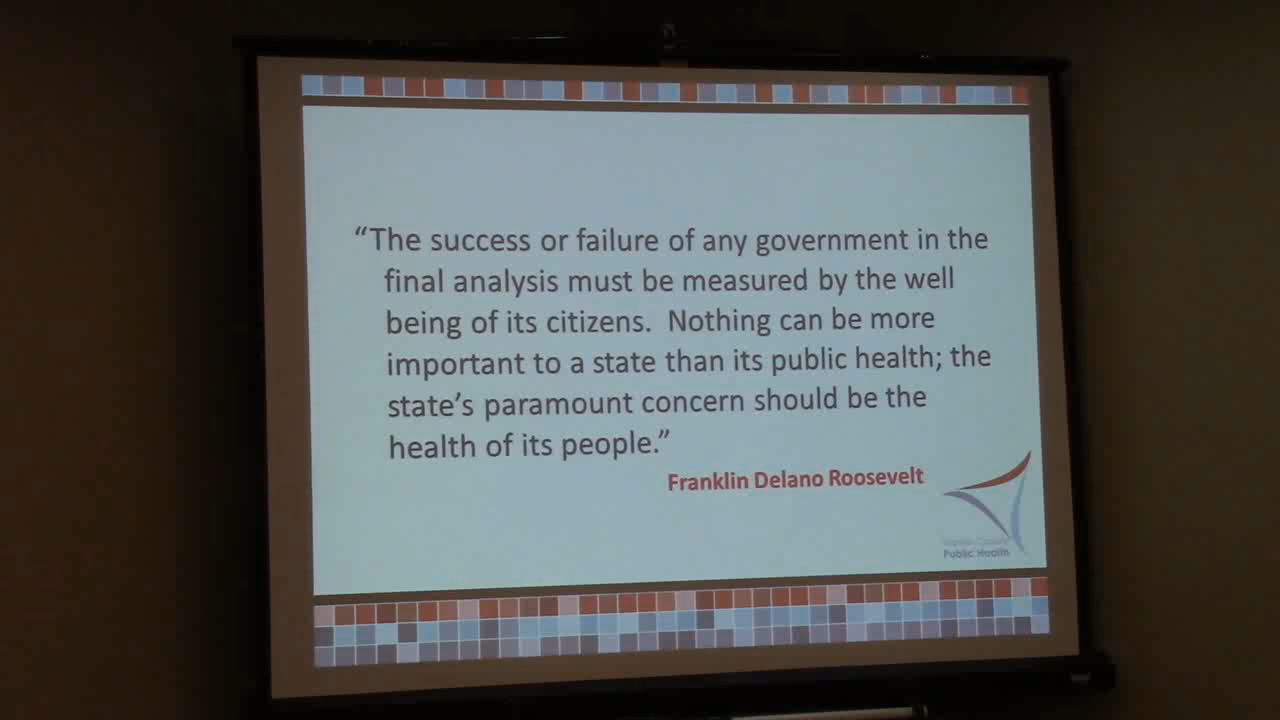 “The success or failure of any government in the
final analysis must be measured by the well
being of its citizens.  Nothing can be more
important to a state than its public health; the
state’s paramount concern should be the
health of its people.”
Franklin Delano Roosevelt
Public Health